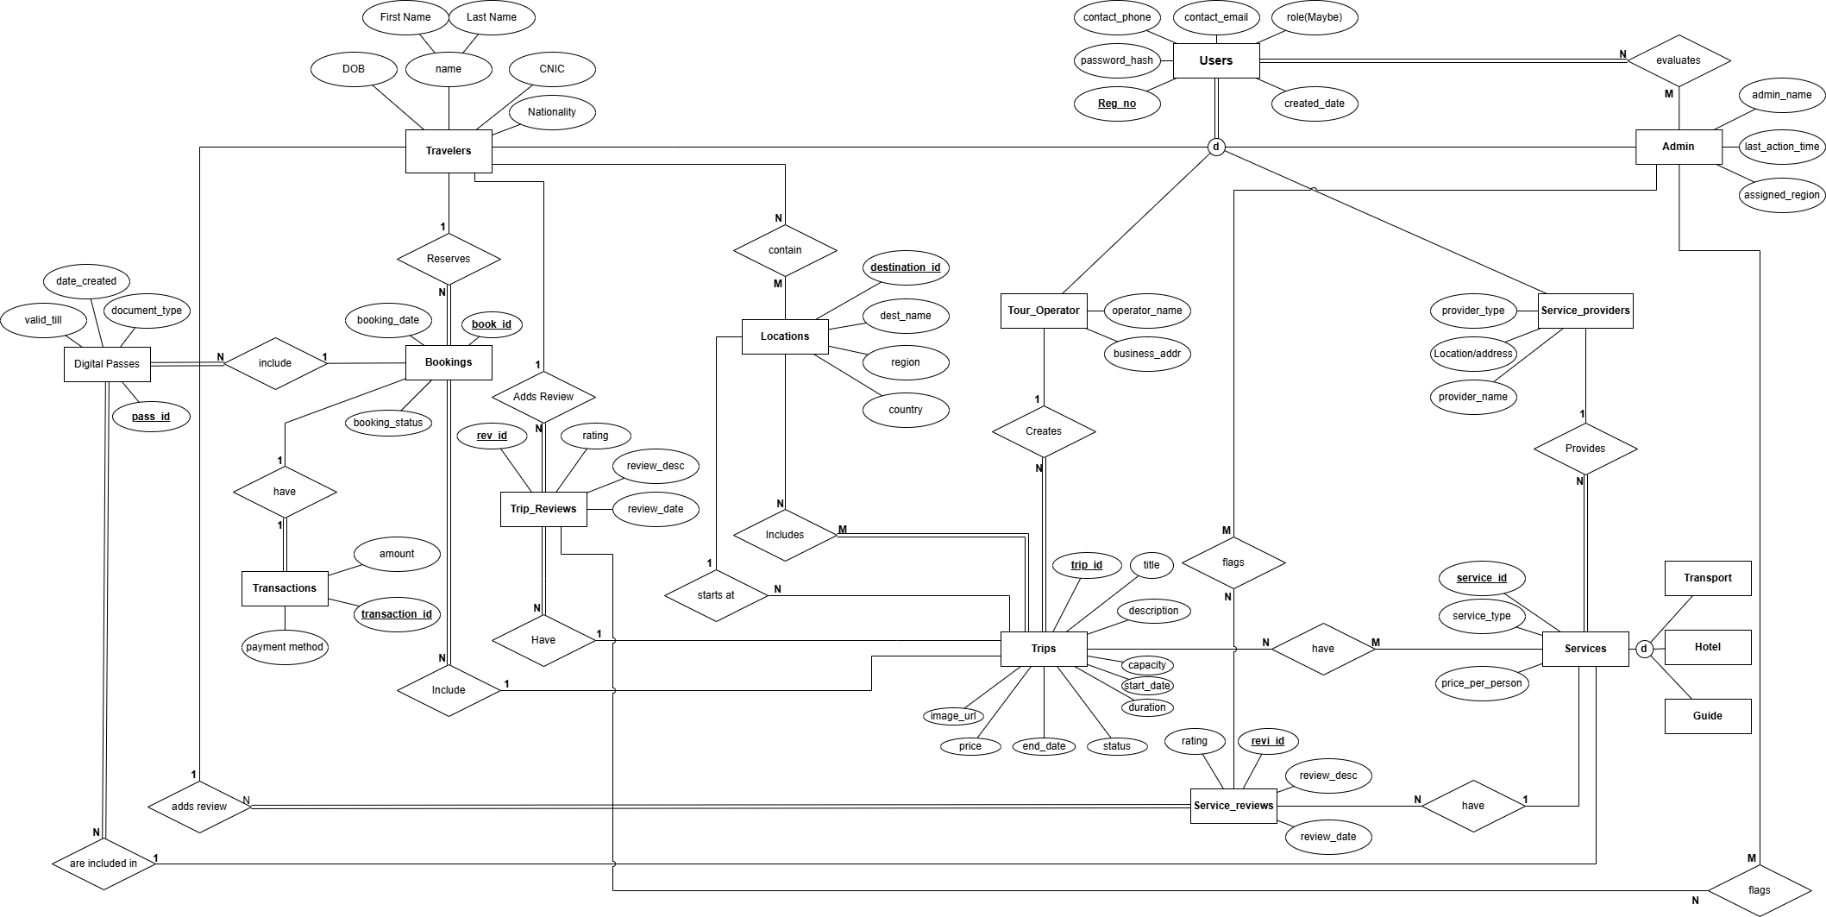 First Name
Last Name
contact_phone
contact_email
role(Maybe)
DOB
name
CNIC
password_hash
Users
N
evaluates
Nationality
Reg_no
created_date
M
admin_name
Travelers
d
Admin
last_action_time
assigned_region
1
N
Reserves
contain
N
M
date_created
destination_id
valid_till
document_type
booking_date
book_id
dest_name
Tour_Operator
operator_name
provider_type
Service_providers
Locations
Digital Passes
N
include
1
Bookings
region
business_addr
Location/address
1
pass_id
booking_status
country
provider_name
Adds Review
1
1
N
rev_id
rating
Creates
Provides
1
review_desc
N
N
have
Trip_Reviews
review_date
N
1
Includes
M
M
amount
1
flags
trip_id
title
service_id
Transport
Transactions
starts at
N
N
transaction_id
N
description
service_type
payment method
Have
1
Trips
N
have
M
Services
d
Hotel
N
capacity
Include
1
start_date
price_per_person
duration
image_url
Guide
price
end_date
status
rating
revi_id
1
review_desc
adds review
N
Service_reviews
N
have
1
N
review_date
are included in
1
M
flags
N